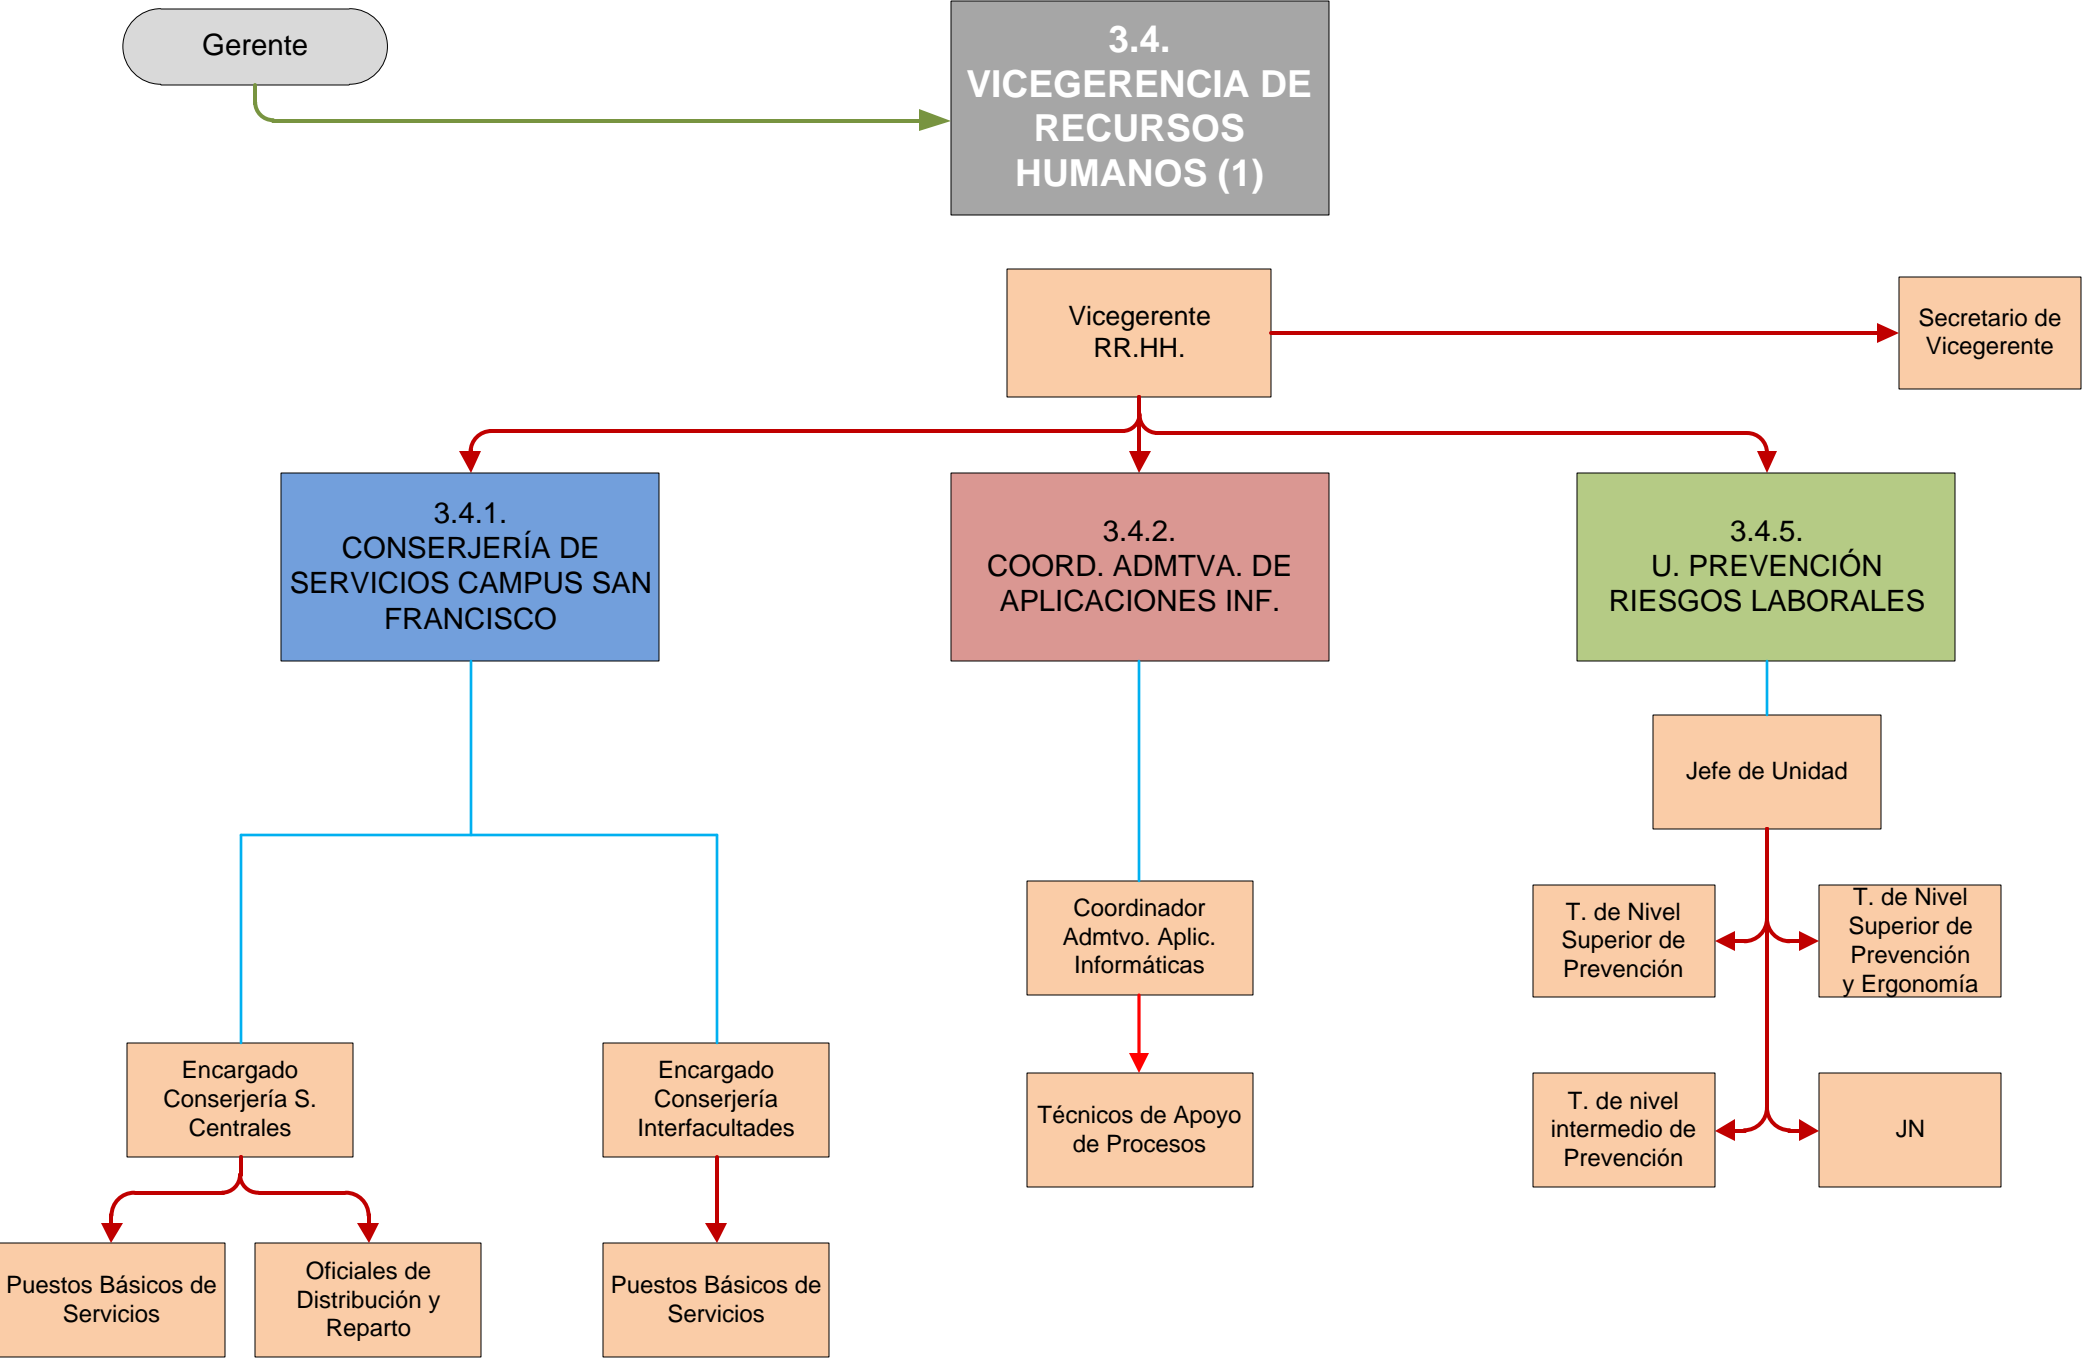 Gerente
3.4.
VICEGERENCIA DE
RECURSOS
HUMANOS (1)
Vicegerente
RR.HH.
Secretario de
Vicegerente
3.4.1.
CONSERJERÍA DE
SERVICIOS CAMPUS SAN
FRANCISCO
3.4.2.
COORD. ADMTVA. DE
APLICACIONES INF.
3.4.5.
U. PREVENCIÓN
RIESGOS LABORALES
Jefe de Unidad
Coordinador
Admtvo. Aplic.
Informáticas
T. de Nivel
Superior de
Prevención
T. de Nivel
Superior de
Prevención
y Ergonomía
Encargado
Conserjería S.
Centrales
Encargado
Conserjería
Interfacultades
Técnicos de Apoyo
de Procesos
T. de nivel
intermedio de
Prevención
JN
Puestos Básicos de
Servicios
Oficiales de
Distribución y
Reparto
Puestos Básicos de
Servicios